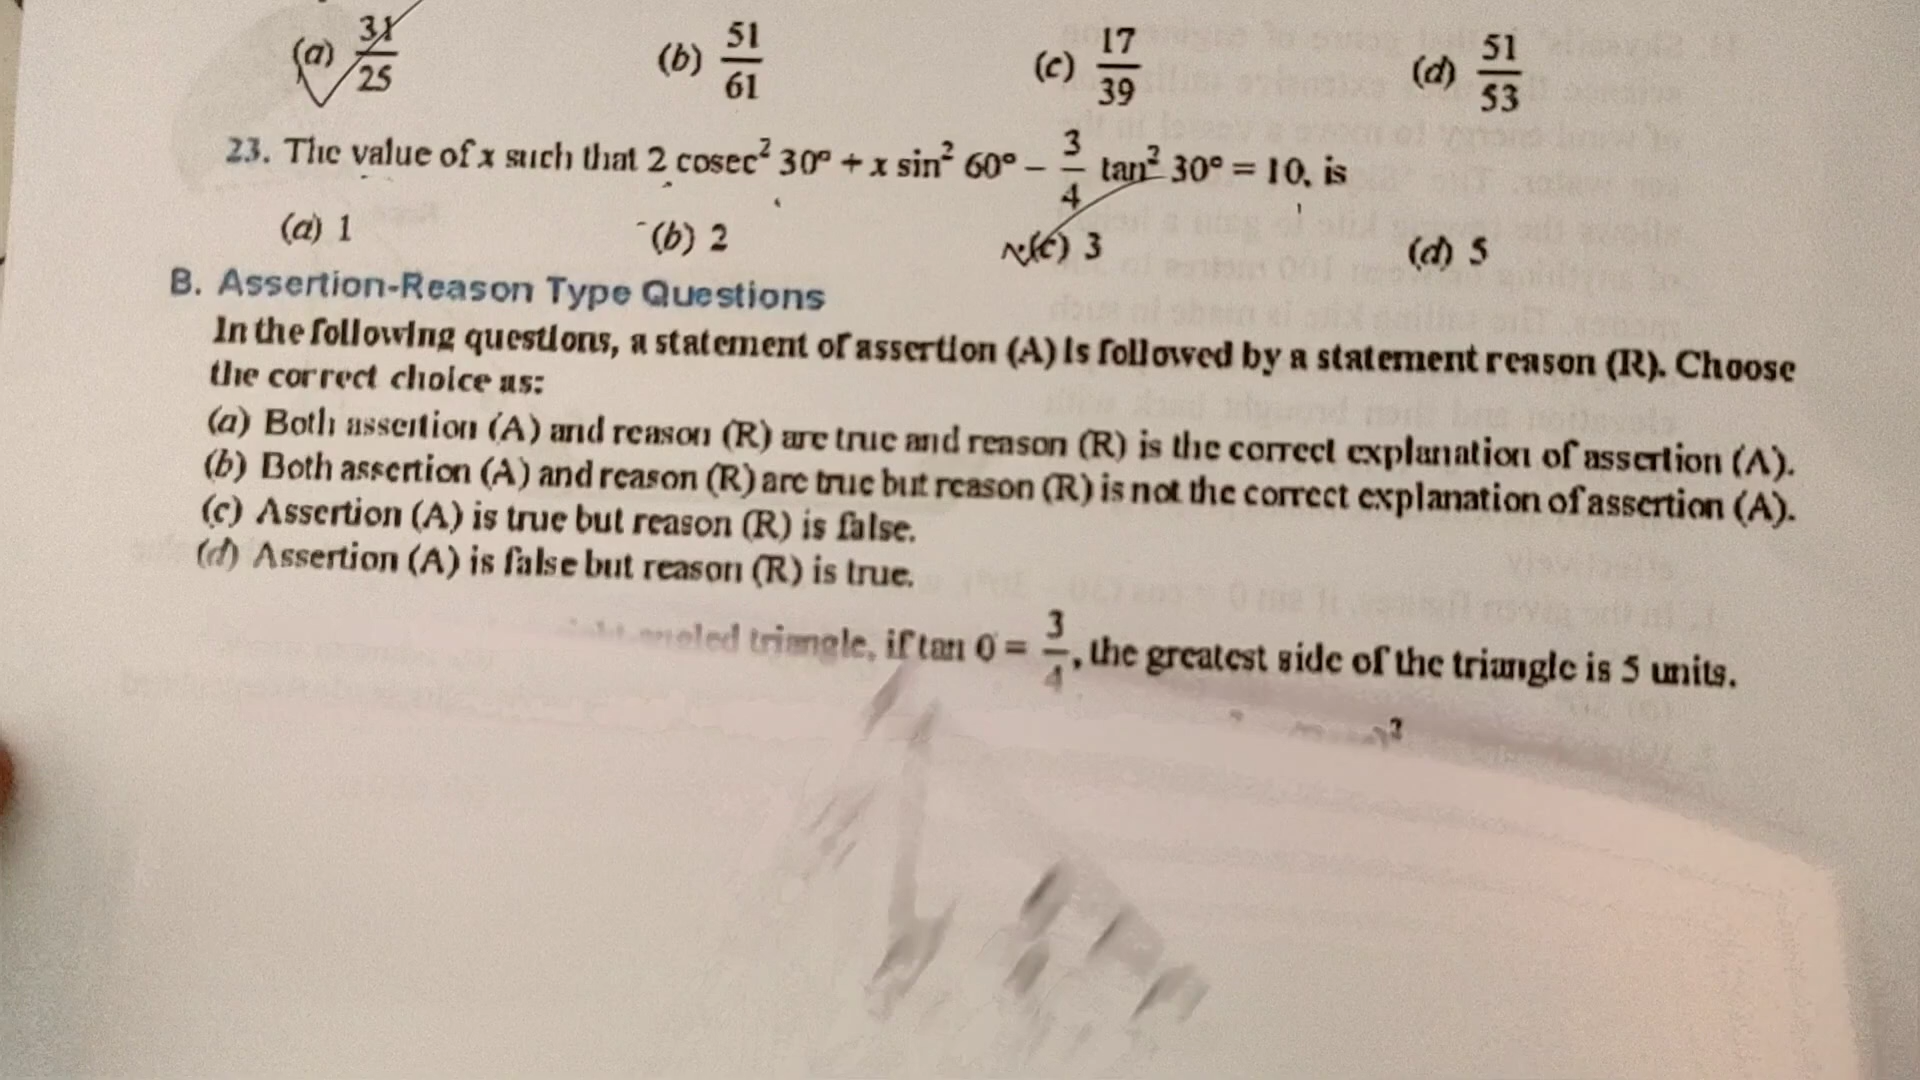 (a) 31/25 (b) 51/61 (c) 17/39 (d) 51/53
23. The value of x such that 2 cosec² 30° + x sin² 60° – 3/4 tan² 30° = 10, is
(a) 1 (b) 2 (c) 3 (d) 5
B. Assertion-Reason Type Questions
In the following questions, a statement of assertion (A) is followed by a statement reason (R). Choose
the correct choice as:
(a) Both assertion (A) and reason (R) are true and reason (R) is the correct explanation of assertion (A).
(b) Both assertion (A) and reason (R) are true but reason (R) is not the correct explanation of assertion (A).
(c) Assertion (A) is true but reason (R) is false.
(d) Assertion (A) is false but reason (R) is true.
triangle, if tan θ = 3/4, the greatest side of the triangle is 5 units.